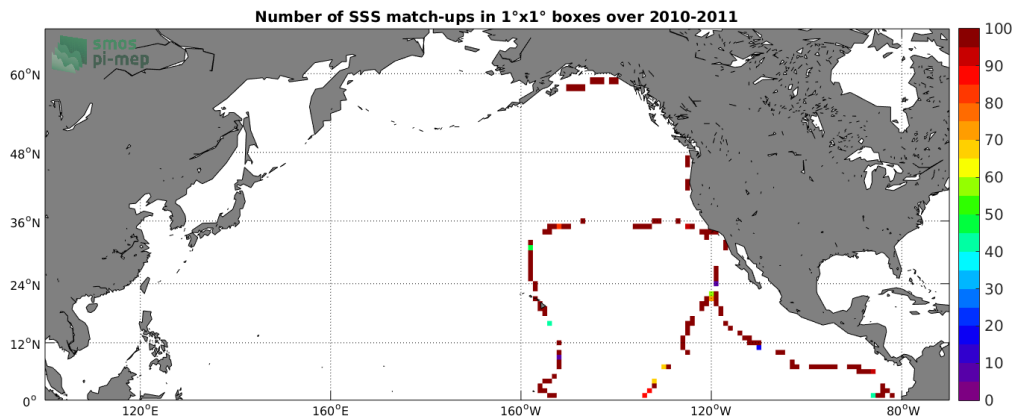 Number of SSS match-ups in 1°x1° boxes over 2010-2011
smos
pi-mep
60°N
48°N
36°N
24°N
12°N
0°
120°E
160°E
160°W
120°W
80°W
100
90
80
70
60
50
40
30
20
10
0